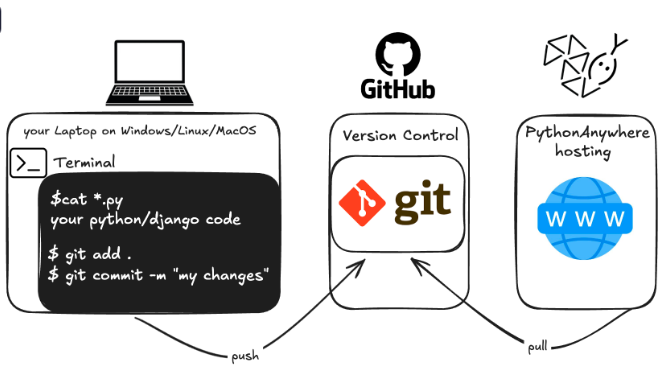 GitHub
your Laptop on Windows/Linux/MacOS
>_ Terminal
$cat *.py
your python/django code
$ git add .
$ git commit -m "my changes"
Version Control
git
PythonAnywhere
hosting
WWW
push
pull